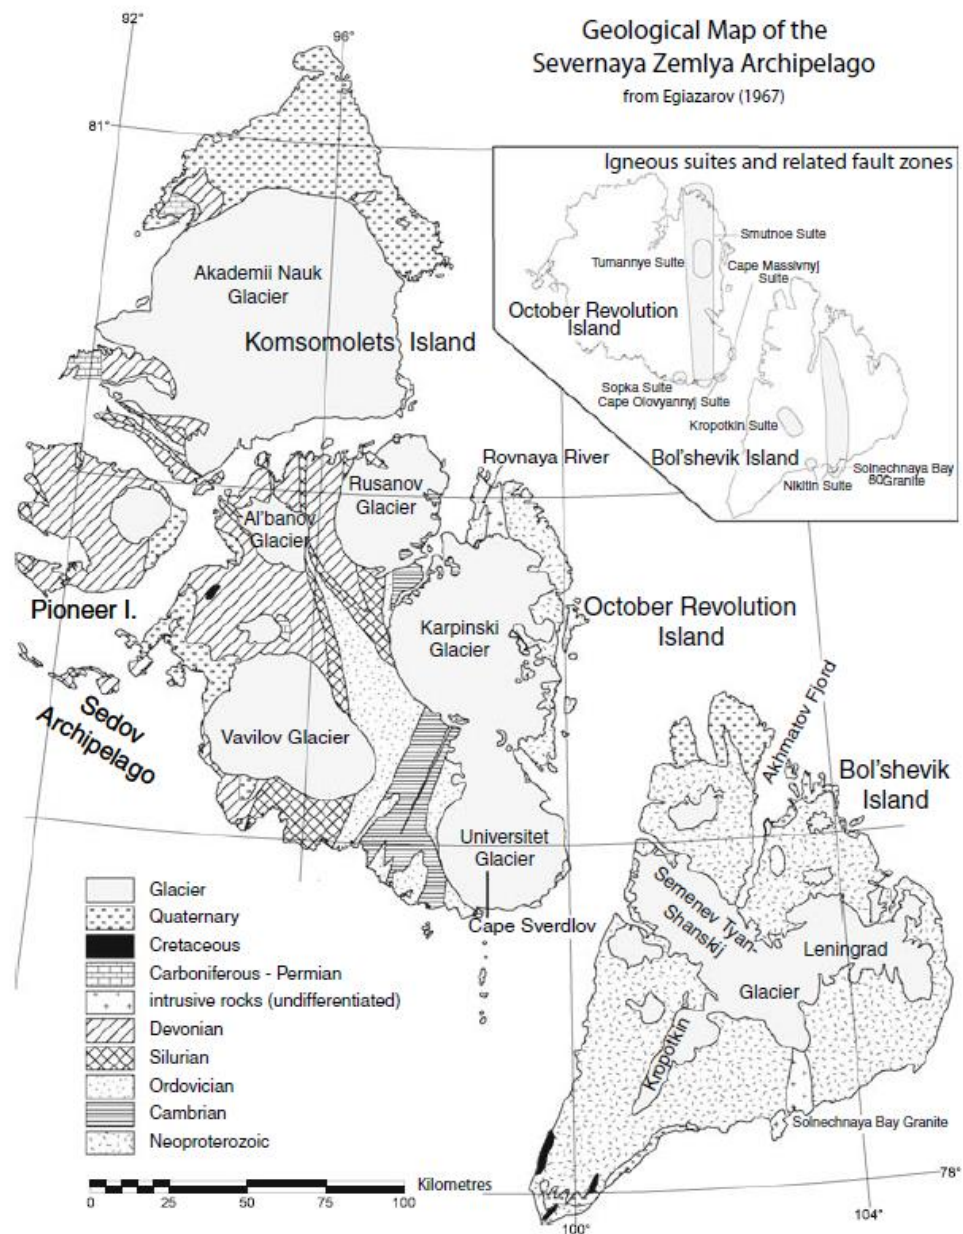 Geological Map of the
Severnaya Zemlya Archipelago
from Egiazarov (1967)
92°
96°
81°
Igneous suites and related fault zones
Smutnoe Suite
Tumannye Suite
Cape Massivnyj
Suite
October Revolution
Island
Sopka Suite
Cape Olovyannyj Suite
Kropotkin Suite
Bol'shevik Island
Solnechnaya Bay
Granite
Nikitin Suite
Akademii Nauk
Glacier
Komsomolets Island
Rovnaya River
Rusanov
Glacier
Al'banov
Glacier
Pioneer I.
Karpinski
Glacier
October Revolution
Island
Sedov
Archipelago
Vavilov Glacier
Akhmatov Fjord
Bol'shevik
Island
Universitet
Glacier
Cape Sverdlov
Semenev Tyan-
Shanskij
Leningrad
Glacier
Kropotkin
Solnechnaya Bay Granite
Glacier
Quaternary
Cretaceous
Carboniferous - Permian
intrusive rocks (undifferentiated)
Devonian
Silurian
Ordovician
Cambrian
Neoproterozoic
Kilometres
0 25 50 75 100
78°
100°
104°